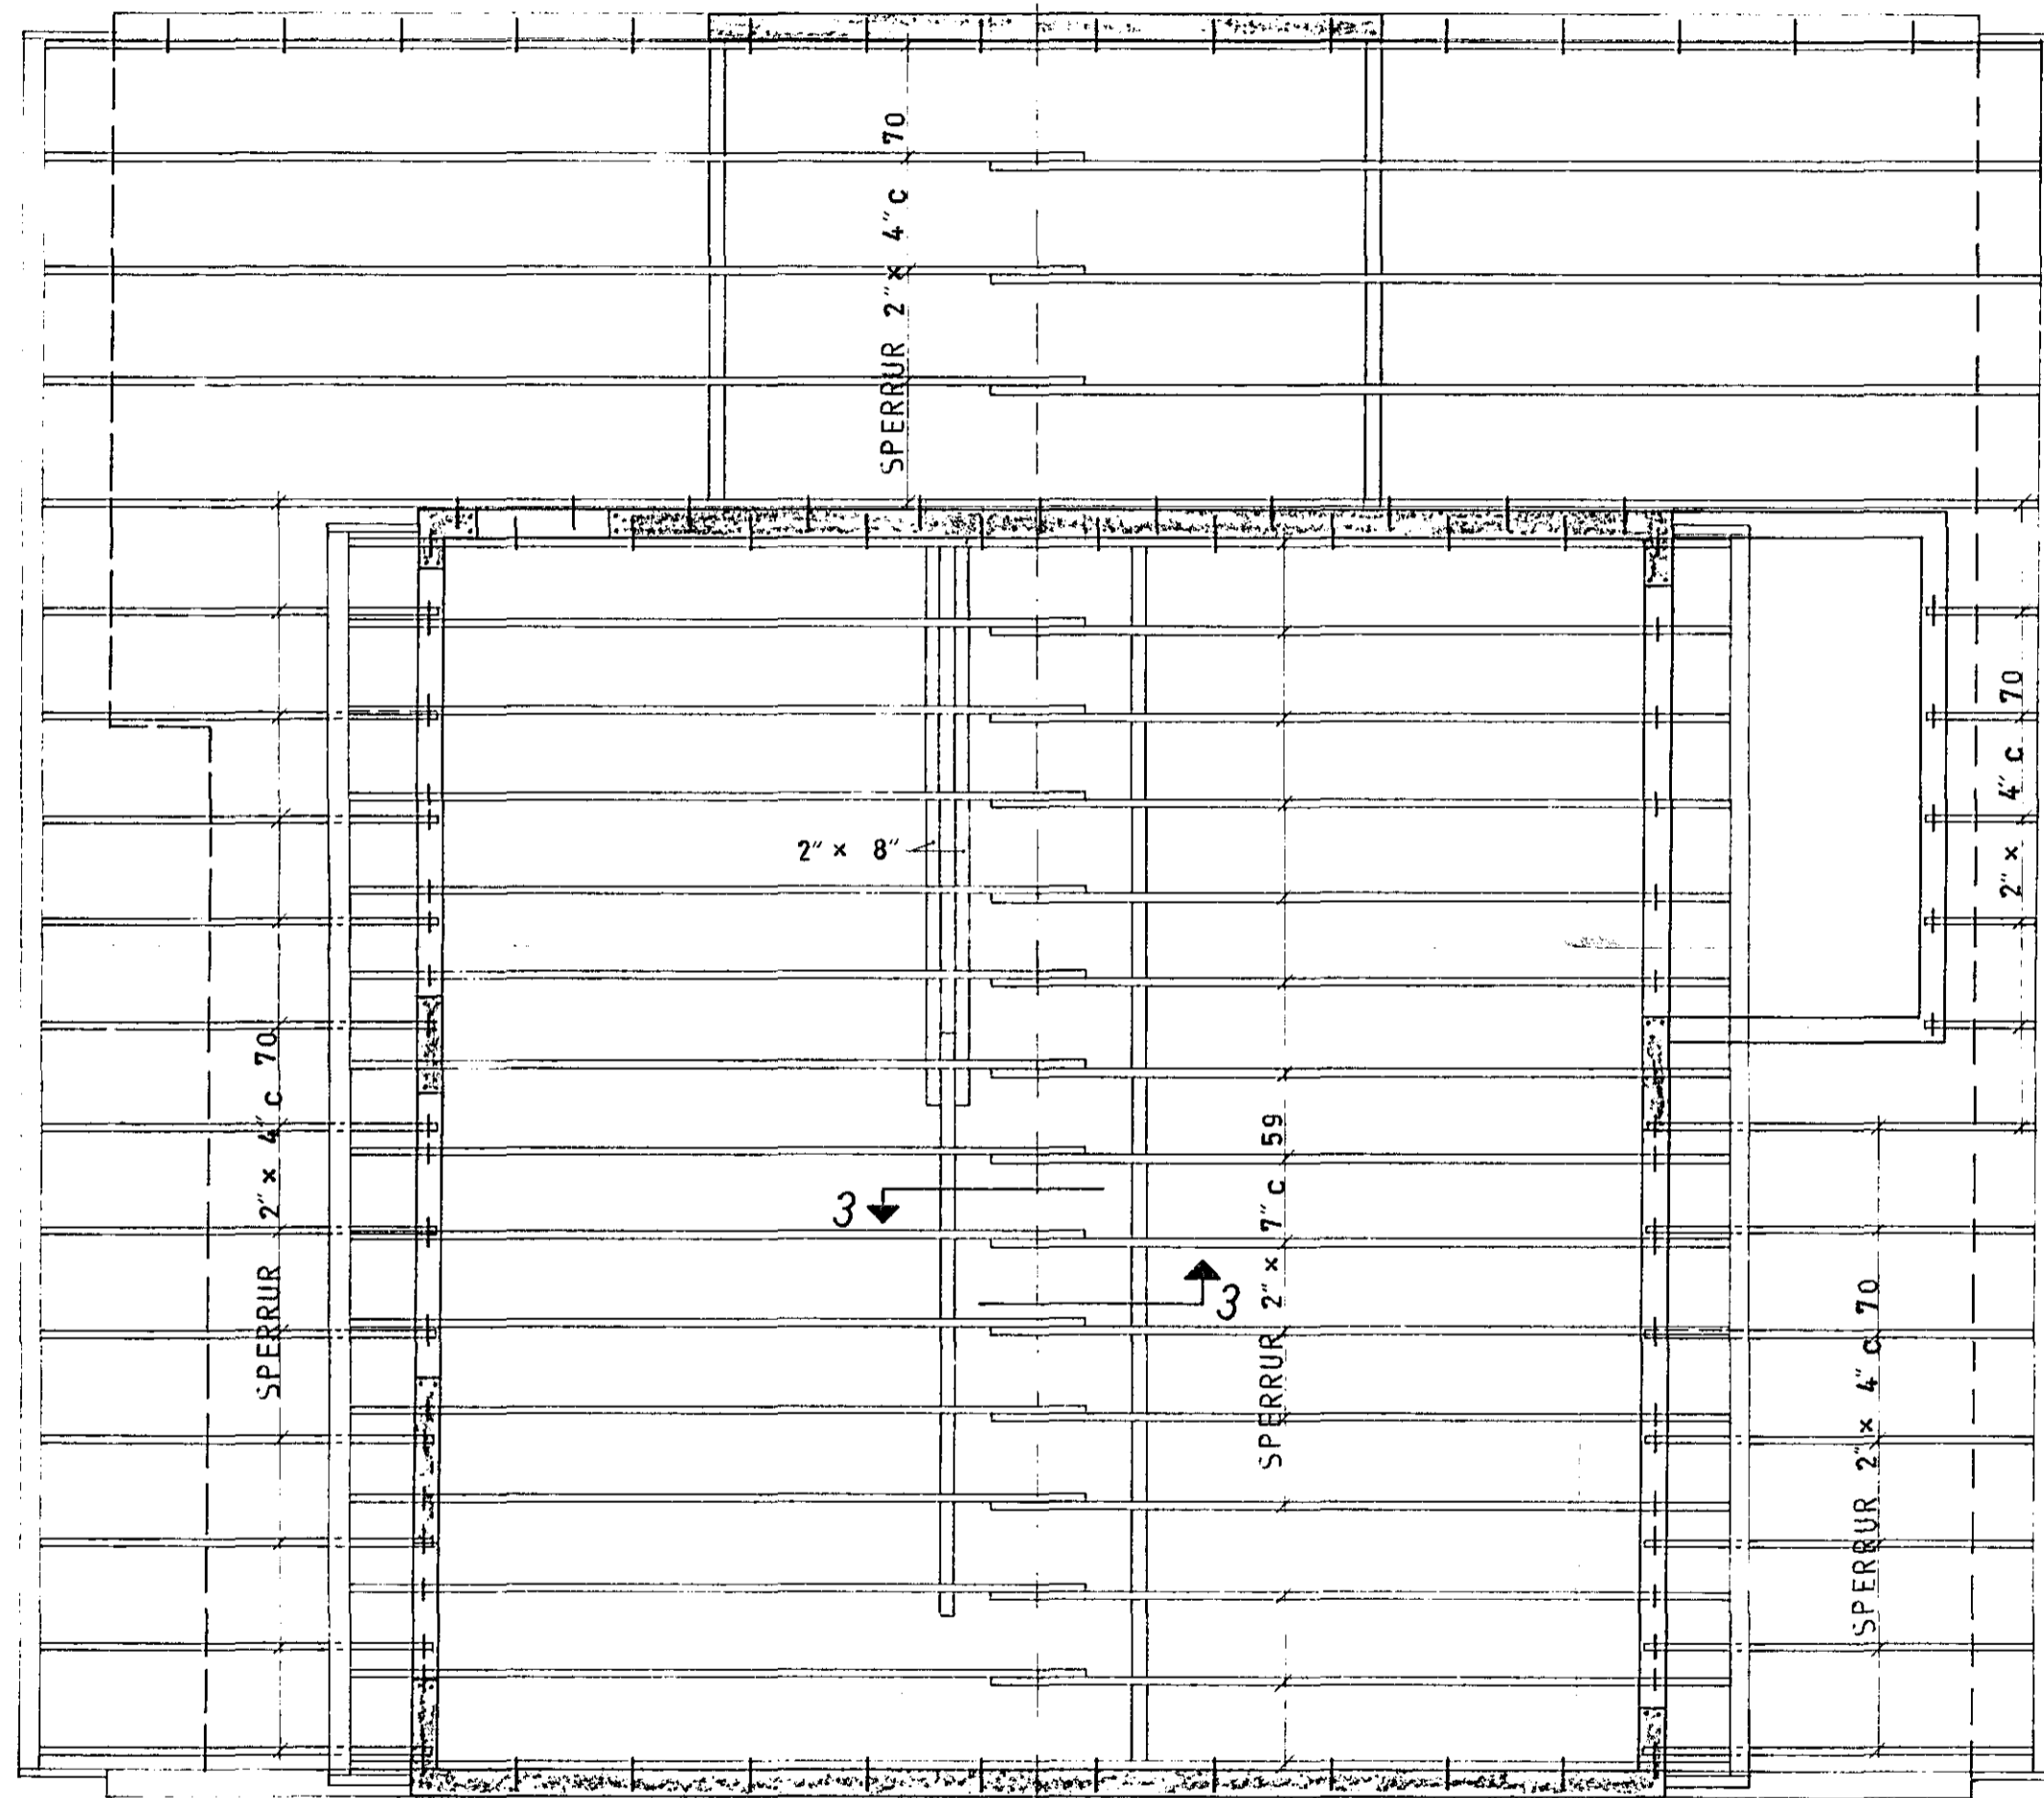 SPERRUR 2" x 4" c 70
2" x 8"
2" x 4" c 70
SPERRUR 2" x 4" c 70
3
SPERRUR 2" x 7" c 59
3
SPERRUR 2" x 4" c 70